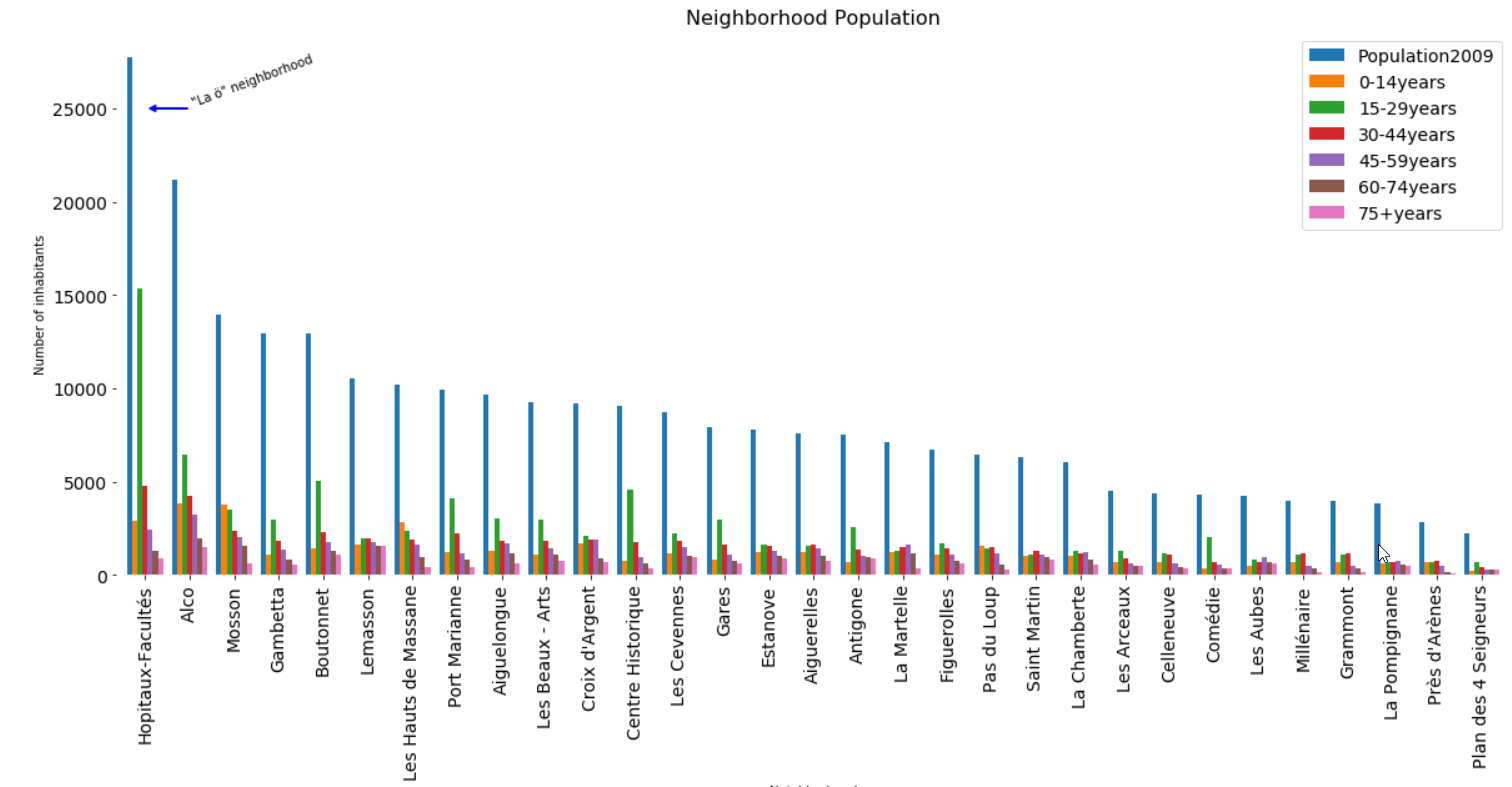 Neighborhood Population
Population2009
0-14years
15-29years
30-44years
45-59years
60-74years
75+years
"La ö" neighborhood
Number of inhabitants
25000
20000
15000
10000
5000
0
Hopitaux-Facultés
Alco
Mosson
Gambetta
Boutonnet
Lemasson
Les Hauts de Massane
Port Marianne
Aiguelongue
Les Beaux - Arts
Croix d'Argent
Centre Historique
Les Cevennes
Gares
Estanove
Aiguerelles
Antigone
La Martelle
Figuerolles
Pas du Loup
Saint Martin
La Chamberte
Les Arceaux
Celleneuve
Comédie
Les Aubes
Millénaire
Grammont
La Pompignane
Près d'Arènes
Plan des 4 Seigneurs